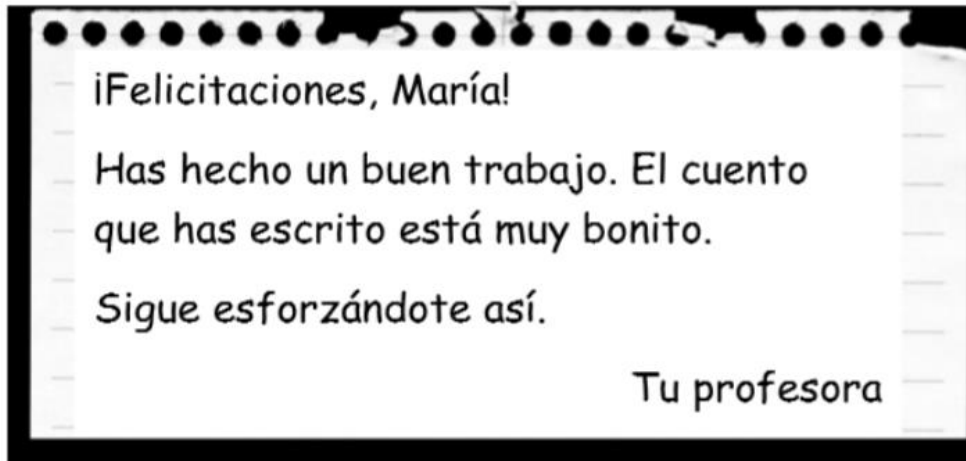 ¡Felicitaciones, María!
Has hecho un buen trabajo. El cuento
que has escrito está muy bonito.
Sigue esforzándote así.
Tu profesora